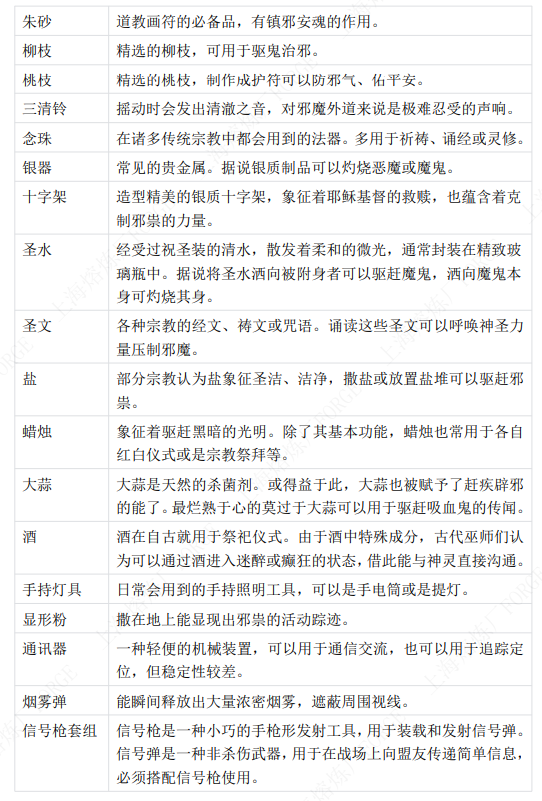 朱砂 道教画符的必备品，有镇邪安魂的作用。
柳枝 精选的柳枝，可用于驱鬼治邪。
桃枝 精选的桃枝，制作成护符可以防邪气、佑平安。
三清铃 摇动时会发出清澈之音，对邪魔外道来说是极难忍受的声响。
念珠 在诸多传统宗教中都会用到的法器。多用于祈祷、诵经或灵修。
银器 常见的贵金属。据说银质制品可以灼烧恶魔或魔鬼。
十字架 造型精美的银质十字架，象征着耶稣基督的救赎，也蕴含着克
制邪祟的力量。
圣水 经受过祝圣装的清水，散发着柔和的微光，通常封装在精致玻
璃瓶中。据说将圣水洒向被附身者可以驱赶魔鬼，洒向魔鬼本
身可灼烧其身。
圣文 各种宗教的经文、祷文或咒语。诵读这些圣文可以呼唤神圣力
量压制邪魔。
盐 部分宗教认为盐象征圣洁、洁净，撒盐或放置盐堆可以驱赶邪
祟。
蜡烛 象征着驱赶黑暗的光明。除了其基本功能，蜡烛也常用于各自
红白仪式或是宗教祭拜等。
大蒜 大蒜是天然的杀菌剂。或得益于此，大蒜也被赋予了赶疾辟邪
的能了。最烂熟于心的莫过于大蒜可以用于驱赶吸血鬼的传闻。
酒 酒在自古就用于祭祀仪式。由于酒中特殊成分，古代巫师们认
为可以通过酒进入迷醉或癫狂的状态，借此能与神灵直接沟通。
手持灯具 日常会用到的手持照明工具，可以是手电筒或是提灯。
显形粉 撒在地上能显现出邪祟的活动踪迹。
通讯器 一种轻便的机械装置，可以用于通信交流，也可以用于追踪定
位，但稳定性较差。
烟雾弹 能瞬间释放出大量浓密烟雾，遮蔽周围视线。
信号枪套组 信号枪是一种小巧的手枪形发射工具，用于装载和发射信号弹。
信号弹是一种非杀伤武器，用于在战场上向盟友传递简单信息，
必须搭配信号枪使用。